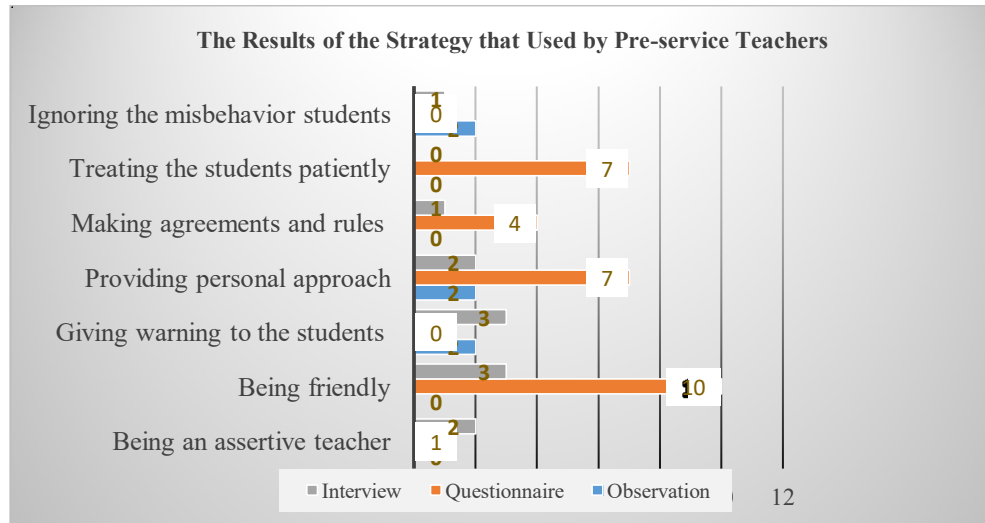 The Results of the Strategy that Used by Pre-service Teachers
Ignoring the misbehavior students
1
0
Treating the students patiently
0
7
0
Making agreements and rules
1
4
0
Providing personal approach
2
7
2
Giving warning to the students
3
0
Being friendly
3
10
0
Being an assertive teacher
2
1
Interview Questionnaire Observation
12